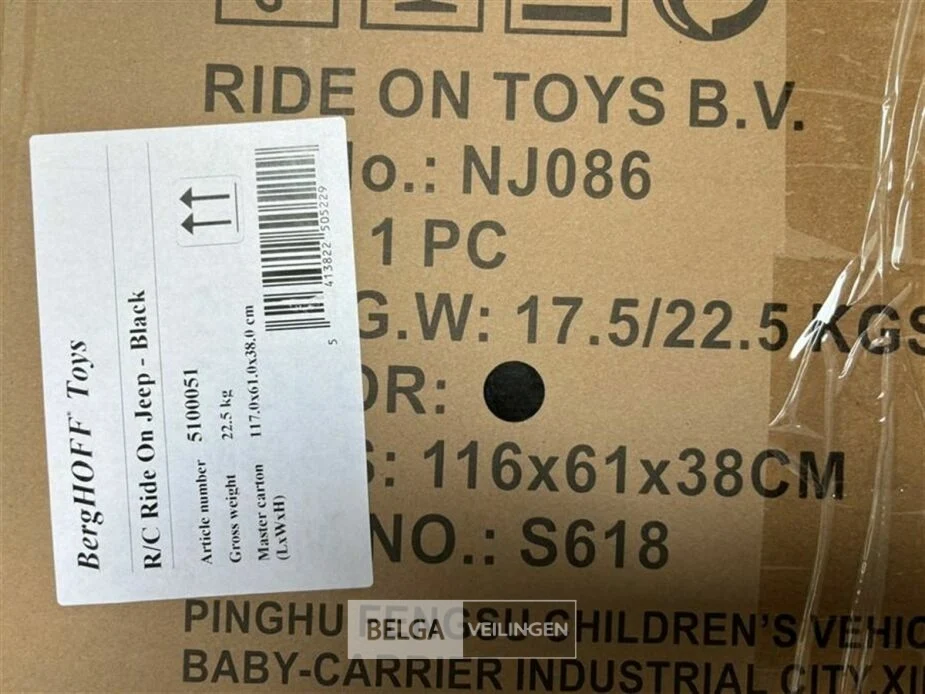 RIDE ON TOYS B.V.
o.: NJ086
1 PC
G.W: 17.5/22.5 KGS
OR:
S: 116x61x38CM
NO.: S618
PINGHU FENGSU CHILDREN'S VEHIC
BABY-CARRIER INDUSTRIAL CITY, XI
BergHOFF® Toys
R/C Ride On Jeep - Black
Article number 5100051
Gross weight 22.5 kg
Master carton 117.0x61.0x38.0 cm
(LxWxH)
5 413822 505229
BELGA VEILINGEN